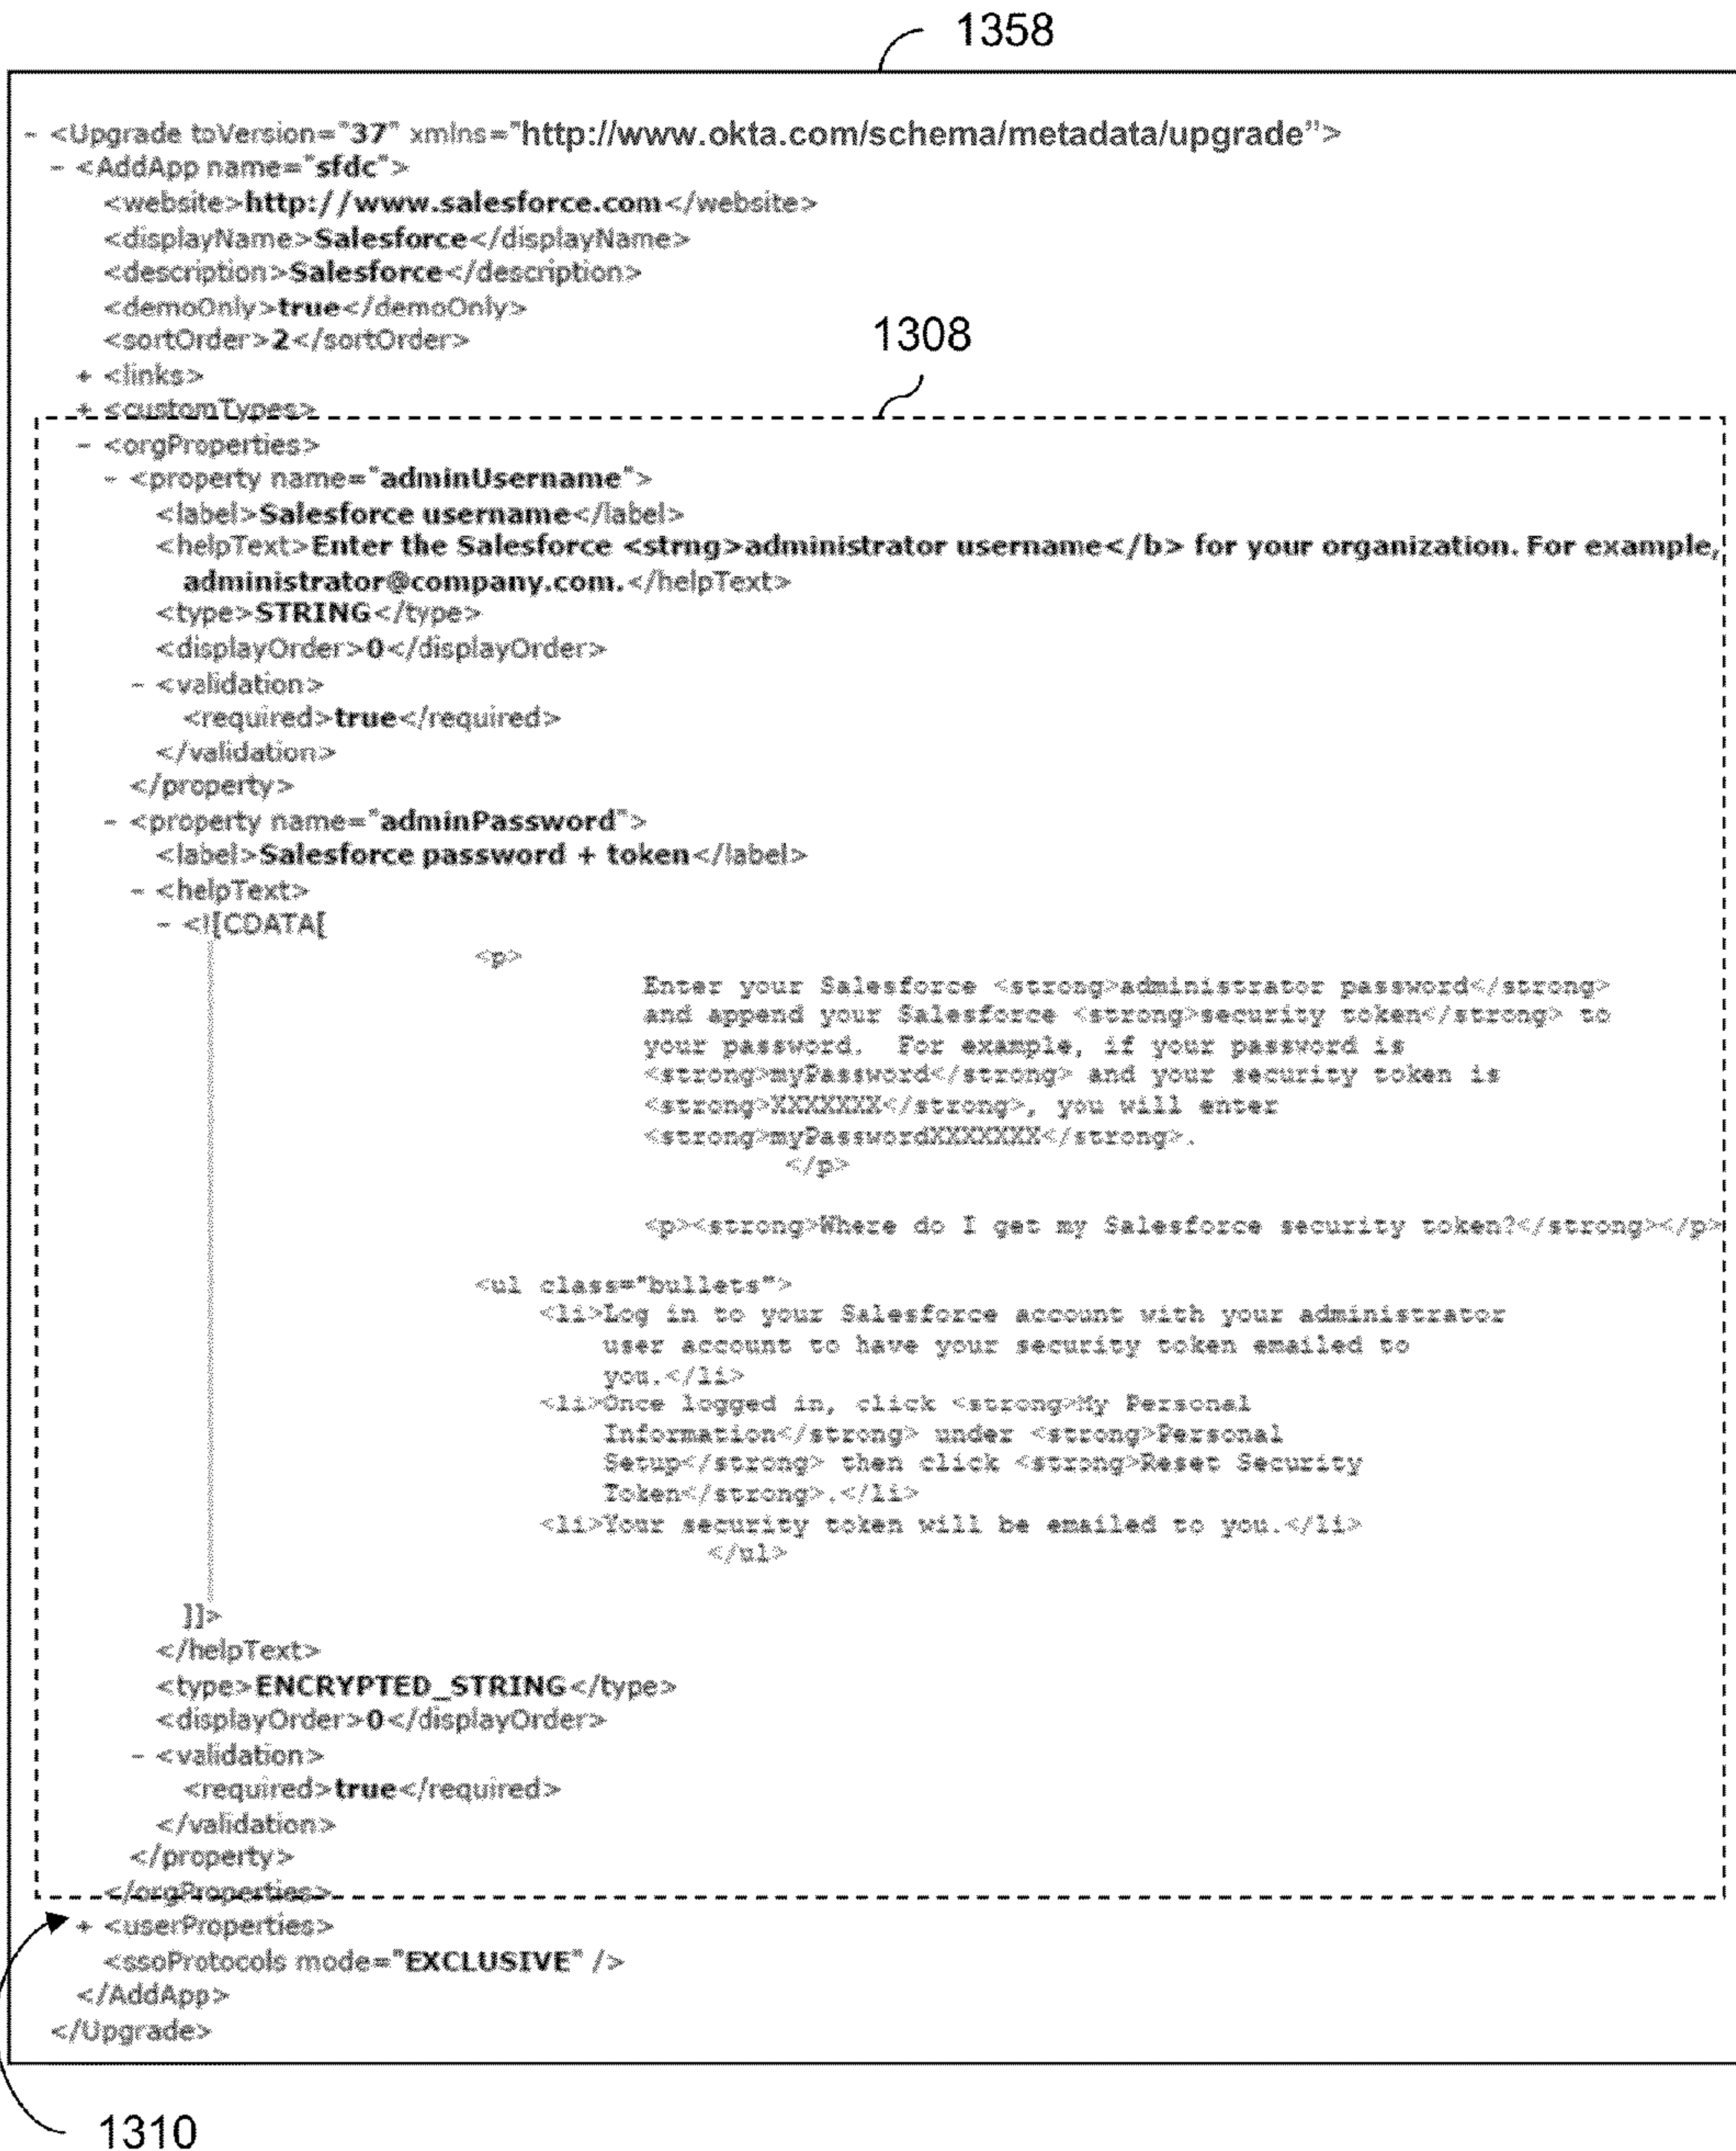 1358
- <Upgrade toVersion="37" xmlns="http://www.okta.com/schema/metadata/upgrade">
- <AddApp name="sfdc">
<website>http://www.salesforce.com</website>
<displayName>Salesforce</displayName>
<description>Salesforce</description>
<demoOnly>true</demoOnly>
<sortOrder>2</sortOrder>
1308
+ <links>
+ <customTypes>
- <orgProperties>
- <property name="adminUsername">
<label>Salesforce username</label>
<helpText>Enter the Salesforce <strng>administrator username</b> for your organization. For example,
administrator@company.com.</helpText>
<type>STRING</type>
<displayOrder>0</displayOrder>
- <validation>
<required>true</required>
</validation>
</property>
- <property name="adminPassword">
<label>Salesforce password + token</label>
- <helpText>
- <![CDATA[
<p>
Enter your Salesforce <strong>administrator password</strong>
and append your Salesforce <strong>security token</strong> to
your password. For example, if your password is
<strong>myPassword</strong> and your security token is
<strong>XXXXXXX</strong>, you will enter
<strong>myPasswordXXXXXXX</strong>.
</p>
<p><strong>Where do I get my Salesforce security token?</strong></p>
<ul class="bullets">
<li>Log in to your Salesforce account with your administrator
user account to have your security token emailed to
you.</li>
<li>Once logged in, click <strong>My Personal
Information</strong> under <strong>Personal
Setup</strong> then click <strong>Reset Security
Token</strong>.</li>
<li>Your security token will be emailed to you.</li>
</ul>
]]>
</helpText>
<type>ENCRYPTED_STRING</type>
<displayOrder>0</displayOrder>
- <validation>
<required>true</required>
</validation>
</property>
</orgProperties>
+ <userProperties>
<ssoProtocols mode="EXCLUSIVE" />
</AddApp>
</Upgrade>
1310